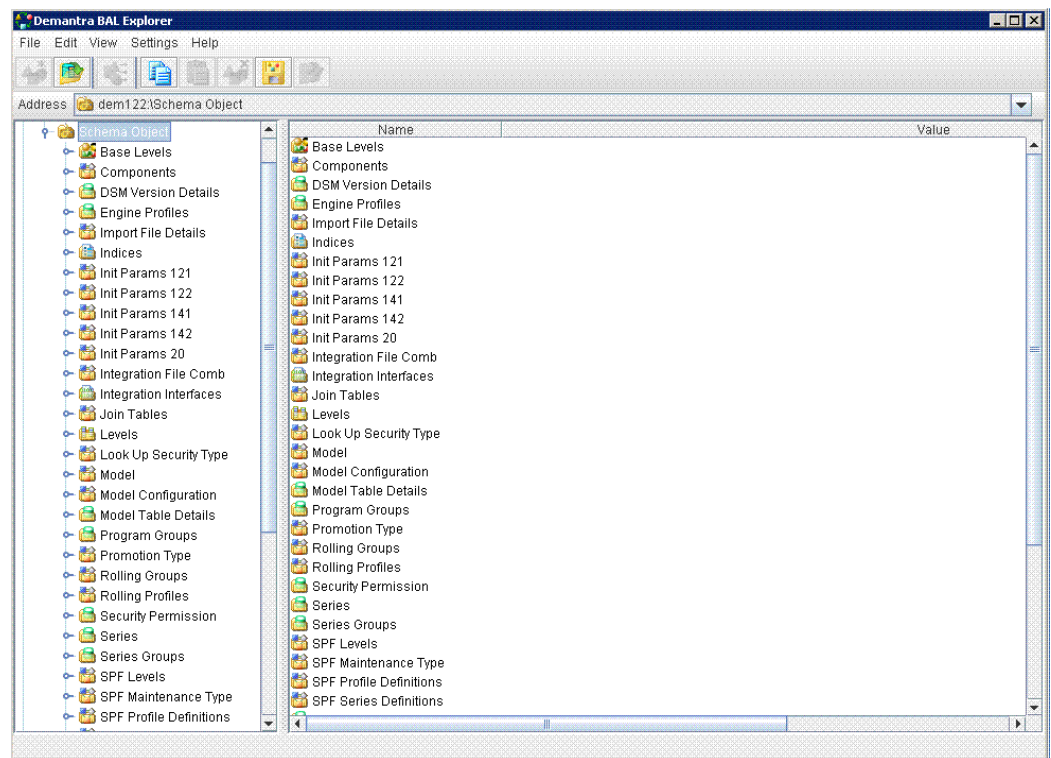 Demantra BAL Explorer
File Edit View Settings Help
Address dem122:\Schema Object
Schema Object
Base Levels
Components
DSM Version Details
Engine Profiles
Import File Details
Indices
Init Params 121
Init Params 122
Init Params 141
Init Params 142
Init Params 20
Integration File Comb
Integration Interfaces
Join Tables
Levels
Look Up Security Type
Model
Model Configuration
Model Table Details
Program Groups
Promotion Type
Rolling Groups
Rolling Profiles
Security Permission
Series
Series Groups
SPF Levels
SPF Maintenance Type
SPF Profile Definitions
Name Value
Base Levels
Components
DSM Version Details
Engine Profiles
Import File Details
Indices
Init Params 121
Init Params 122
Init Params 141
Init Params 142
Init Params 20
Integration File Comb
Integration Interfaces
Join Tables
Levels
Look Up Security Type
Model
Model Configuration
Model Table Details
Program Groups
Promotion Type
Rolling Groups
Rolling Profiles
Security Permission
Series
Series Groups
SPF Levels
SPF Maintenance Type
SPF Profile Definitions
SPF Series Definitions